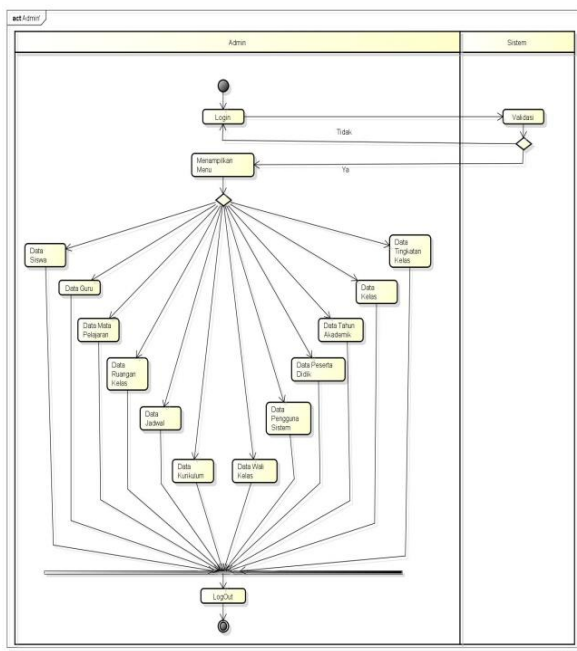 act Admin'
Admin
Sistem
Login
Validasi
Tidak
Menampilkan
Menu
Ya
Data
Siswa
Data Guru
Data Mata
Pelajaran
Data
Ruangan
Kelas
Data
Jadwal
Data
Kurikulum
Data Wali
Kelas
Data
Pengguna
Sistem
Data Peserta
Didik
Data Tahun
Akademik
Data
Kelas
Data
Tingkatan
Kelas
LogOut